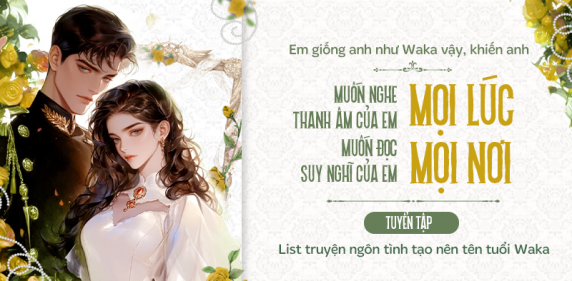 Em giống anh như Waka vậy, khiến anh
MUỐN NGHE
THANH ÂM CỦA EM
MỌI LÚC
MUỐN ĐỌC
SUY NGHĨ CỦA EM
MỌI NƠI
TUYỂN TẬP
List truyện ngôn tình tạo nên tên tuổi Waka